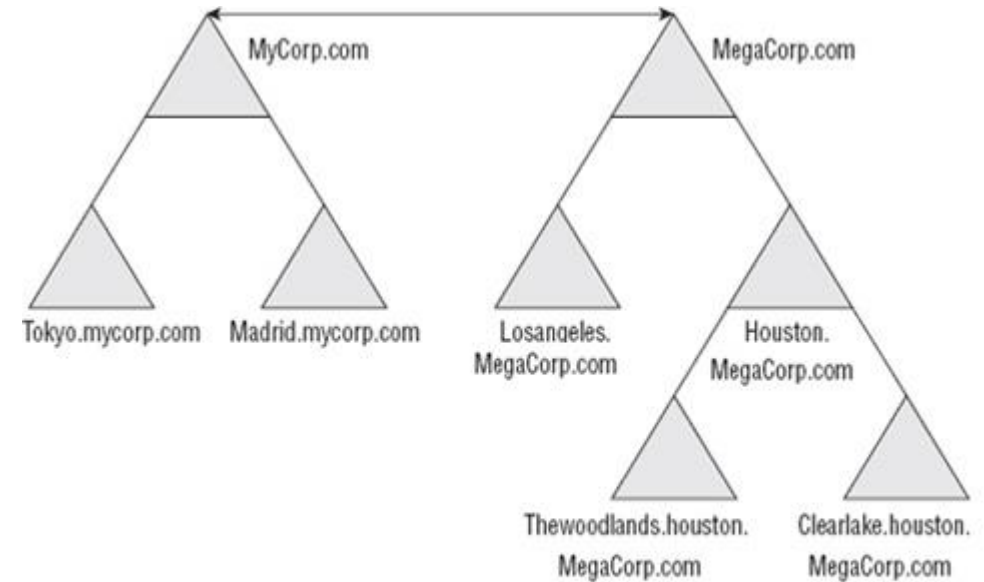 MyCorp.com
MegaCorp.com
Tokyo.mycorp.com
Madrid.mycorp.com
Losangeles.
MegaCorp.com
Houston.
MegaCorp.com
Thewoodlands.houston.
MegaCorp.com
Clearlake.houston.
MegaCorp.com